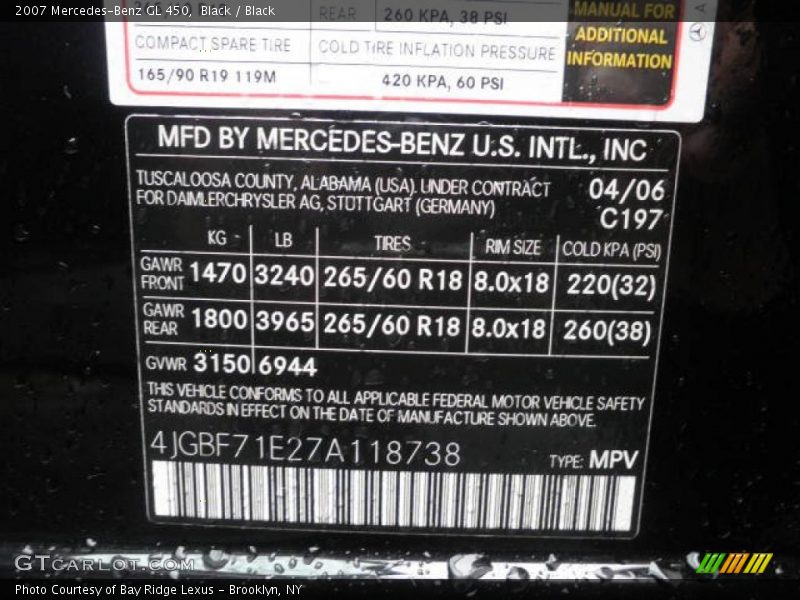 2007 Mercedes-Benz GL 450, Black / Black
REAR 260 KPA, 38 PSI
MANUAL FOR
ADDITIONAL
INFORMATION
COMPACT SPARE TIRE COLD TIRE INFLATION PRESSURE
165/90 R19 119M 420 KPA, 60 PSI
MFD BY MERCEDES-BENZ U.S. INTL., INC
TUSCALOOSA COUNTY, ALABAMA (USA). UNDER CONTRACT
FOR DAIMLERCHRYSLER AG, STUTTGART (GERMANY)
04/06
C197
KG LB TIRES RIM SIZE COLD KPA (PSI)
GAWR
FRONT 1470 3240 265/60 R18 8.0x18 220(32)
GAWR
REAR 1800 3965 265/60 R18 8.0x18 260(38)
GVWR 3150 6944
THIS VEHICLE CONFORMS TO ALL APPLICABLE FEDERAL MOTOR VEHICLE SAFETY
STANDARDS IN EFFECT ON THE DATE OF MANUFACTURE SHOWN ABOVE.
4JGBF71E27A118738
TYPE: MPV
GTCARLOT.COM
Photo Courtesy of Bay Ridge Lexus - Brooklyn, NY